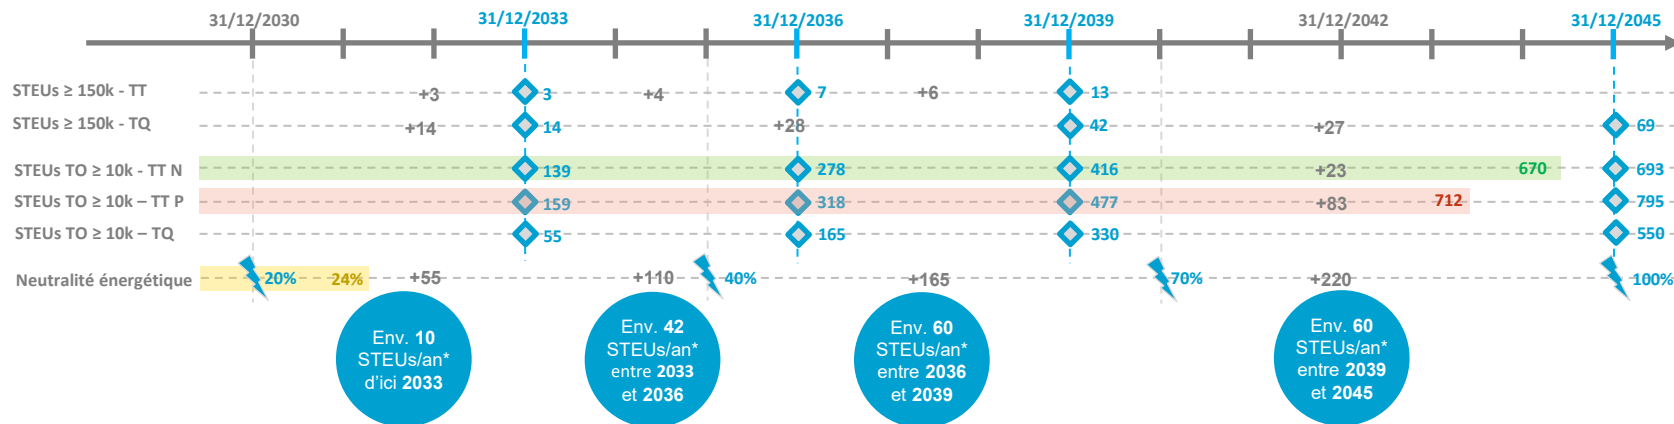 31/12/2030 31/12/2033 31/12/2036 31/12/2039 31/12/2042 31/12/2045
STEUs ≥ 150k - TT +3 3 +4 7 +6 13
STEUs ≥ 150k - TQ +14 14 +28 42 +27 69
STEUs TO ≥ 10k - TT N 139 278 416 +23 670 693
STEUs TO ≥ 10k – TT P 159 318 477 +83 712 795
STEUs TO ≥ 10k – TQ 55 165 330 550
Neutralité énergétique 20% 24% +55 +110 40% +165 70% +220 100%
Env. 10
STEUs/an*
d'ici 2033
Env. 42
STEUs/an*
entre 2033
et 2036
Env. 60
STEUs/an*
entre 2036
et 2039
Env. 60
STEUs/an*
entre 2039
et 2045